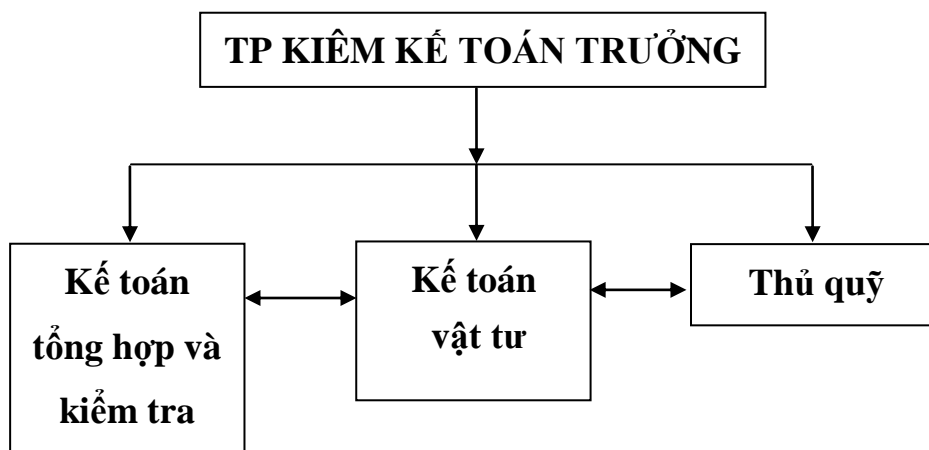 TP KIÊM KẾ TOÁN TRƯỞNG
Kế toán
tổng hợp và
kiểm tra
Kế toán
vật tư
Thủ quỹ